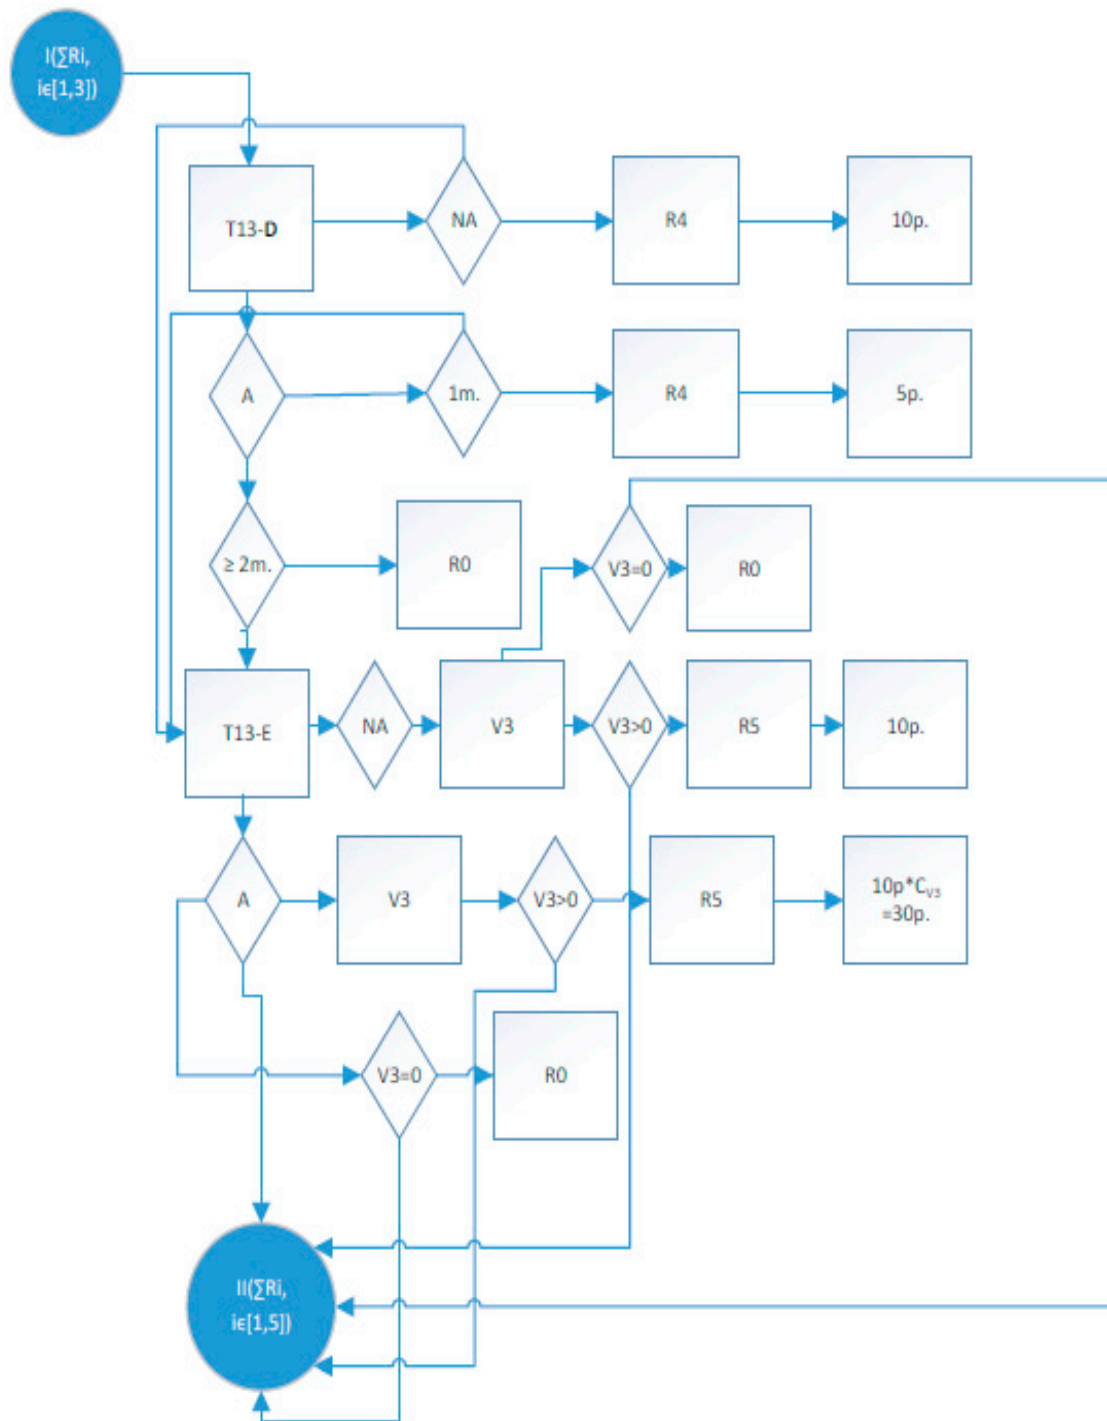 I(∑Ri,
iϵ[1,3])
T13-D
NA
R4
10p.
A
1m.
R4
5p.
≥ 2m.
R0
V3=0
R0
T13-E
NA
V3
V3>0
R5
10p.
A
V3
V3>0
R5
10p*CV3
=30p.
V3=0
R0
II(∑Ri,
iϵ[1,5])